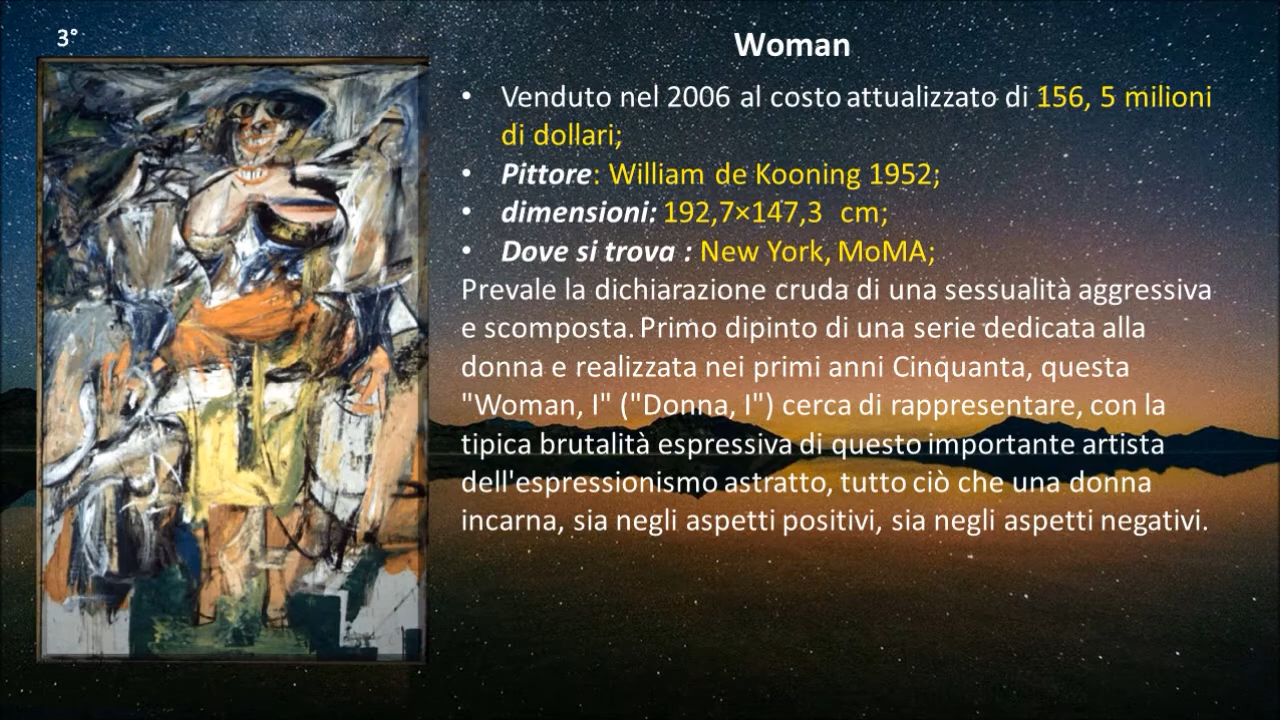 3°
Woman
• Venduto nel 2006 al costo attualizzato di 156, 5 milioni
di dollari;
• Pittore: William de Kooning 1952;
• dimensioni: 192,7×147,3 cm;
• Dove si trova : New York, MoMA;
Prevale la dichiarazione cruda di una sessualità aggressiva
e scomposta. Primo dipinto di una serie dedicata alla
donna e realizzata nei primi anni Cinquanta, questa
"Woman, I" ("Donna, I") cerca di rappresentare, con la
tipica brutalità espressiva di questo importante artista
dell'espressionismo astratto, tutto ciò che una donna
incarna, sia negli aspetti positivi, sia negli aspetti negativi.